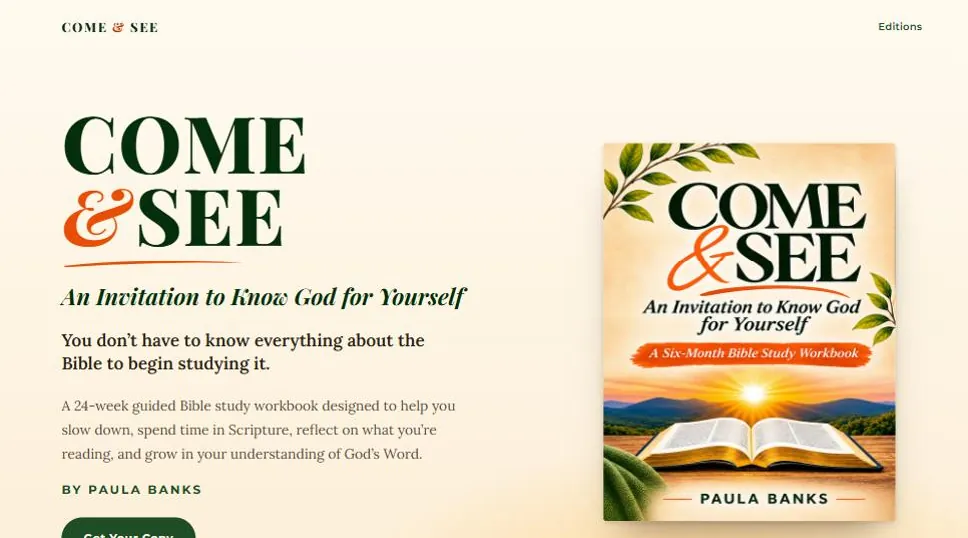 COME & SEE
Editions
COME
&SEE
An Invitation to Know God for Yourself
You don’t have to know everything about the
Bible to begin studying it.
A 24-week guided Bible study workbook designed to help you
slow down, spend time in Scripture, reflect on what you’re
reading, and grow in your understanding of God’s Word.
BY PAULA BANKS
Get Your Copy
COME
&SEE
An Invitation to Know God
for Yourself
A Six-Month Bible Study Workbook
PAULA BANKS